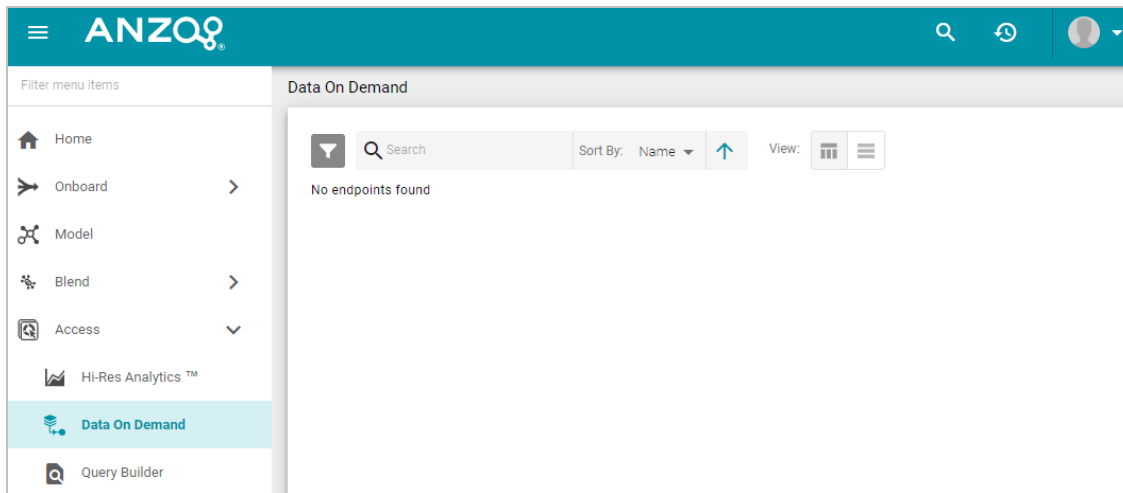 ANZO®
Filter menu items
Data On Demand
Home
Search
Sort By: Name
View:
Onboard
No endpoints found
Model
Blend
Access
Hi-Res Analytics ™
Data On Demand
Query Builder